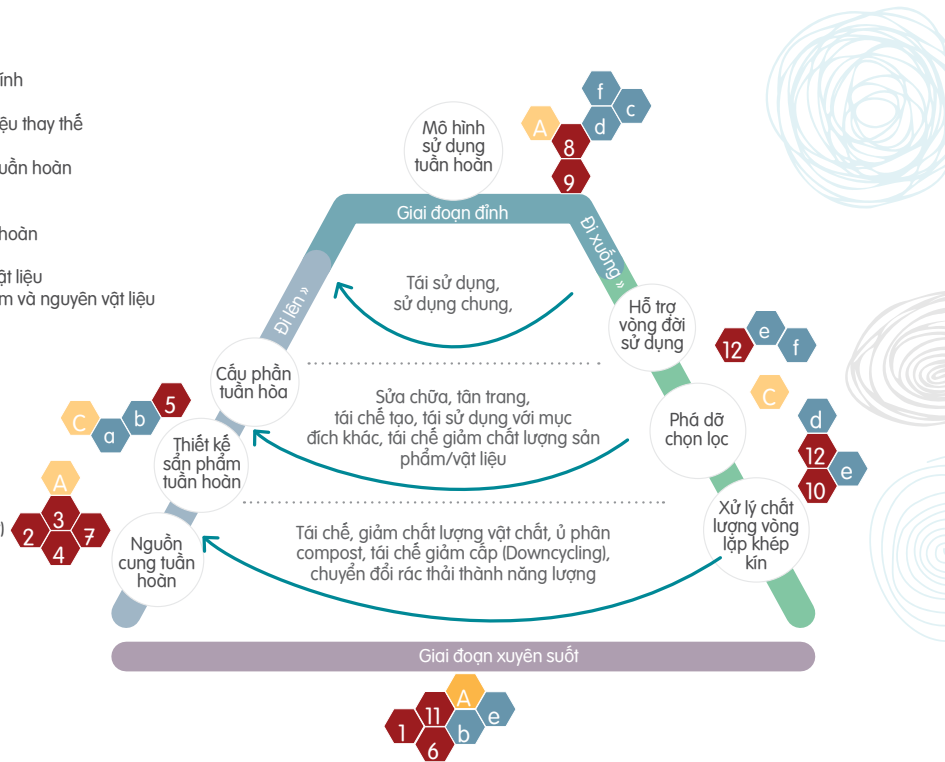 ính
ệu thay thế
uần hoàn
hoàn
ật liệu
m và nguyên vật liệu
)
Mô hình
sử dụng
tuần hoàn
A
f
c
d
8
9
Giai đoạn đỉnh
Đi lên »
Đi xuống »
Tái sử dụng,
sử dụng chung,
Hỗ trợ
vòng đời
sử dụng
12
e
f
Cấu phần
tuần hòa
Sửa chữa, tân trang,
tái chế tạo, tái sử dụng với mục
đích khác, tái chế giảm chất lượng sản
phẩm/vật liệu
Phá dỡ
chọn lọc
C
C
a
b
5
Thiết kế
sản phẩm
tuần hoàn
d
12
e
10
A
3
2
7
4
Nguồn
cung tuần
hoàn
Tái chế, giảm chất lượng vật chất, ủ phân
compost, tái chế giảm cấp (Downcycling),
chuyển đổi rác thải thành năng lượng
Xử lý chất
lượng vòng
lặp khép
kín
Giai đoạn xuyên suốt
A
11
e
1
b
6